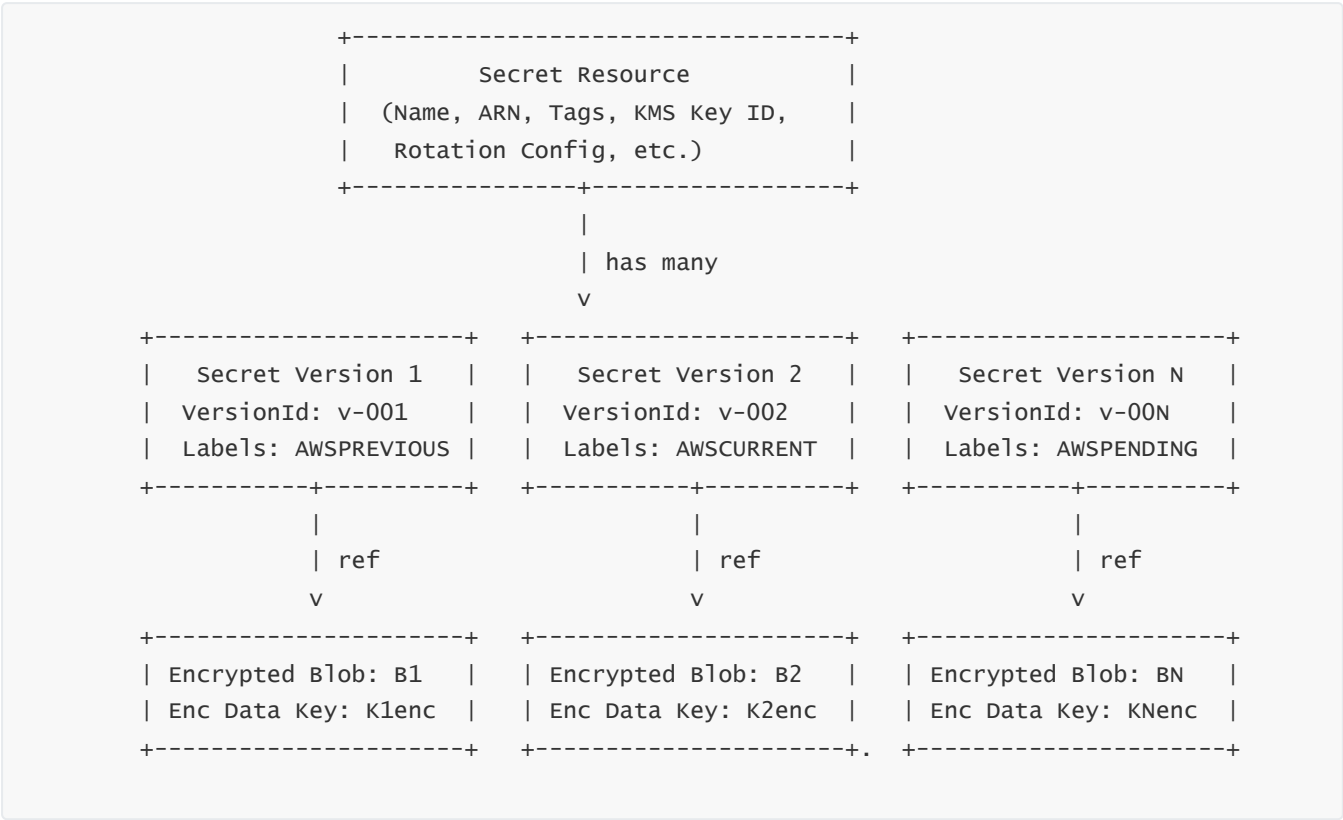 +-----------------------------------+
|         Secret Resource           |
|  (Name, ARN, Tags, KMS Key ID,    |
|   Rotation Config, etc.)          |
+----------------+------------------+
|
| has many
v
+----------------------+   +----------------------+   +----------------------+
|   Secret Version 1   |   |   Secret Version 2   |   |   Secret Version N   |
|  VersionId: v-001    |   |  VersionId: v-002    |   |  VersionId: v-00N    |
|  Labels: AWSPREVIOUS |   |  Labels: AWSCURRENT  |   |  Labels: AWSPENDING  |
+-----------+----------+   +-----------+----------+   +-----------+----------+
|                          |                          |
| ref                      | ref                      | ref
v                          v                          v
+----------------------+   +----------------------+   +----------------------+
| Encrypted Blob: B1   |   | Encrypted Blob: B2   |   | Encrypted Blob: BN   |
| Enc Data Key: K1enc  |   | Enc Data Key: K2enc  |   | Enc Data Key: KNenc  |
+----------------------+   +----------------------+.  +----------------------+